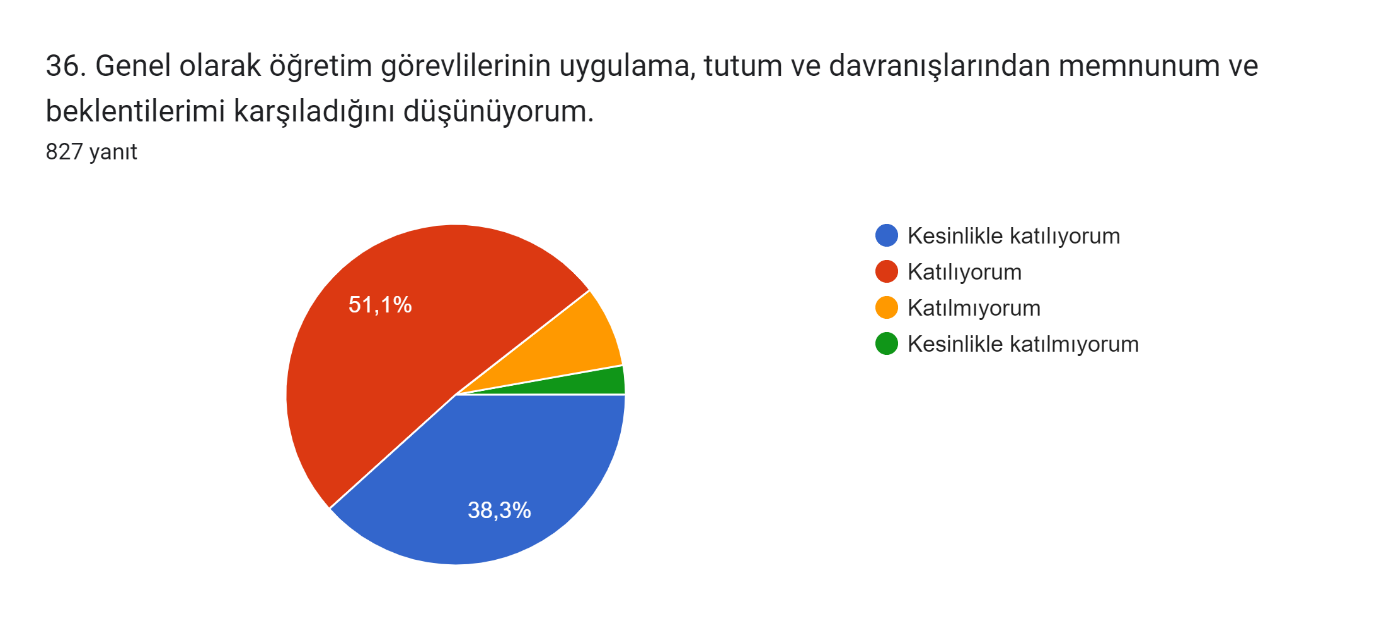 36. Genel olarak öğretim görevlilerinin uygulama, tutum ve davranışlarından memnunum ve
beklentilerimi karşıladığını düşünüyorum.
827 yanıt
Kesinlikle katılıyorum
Katılıyorum
Katılmıyorum
Kesinlikle katılmıyorum
51,1%
38,3%